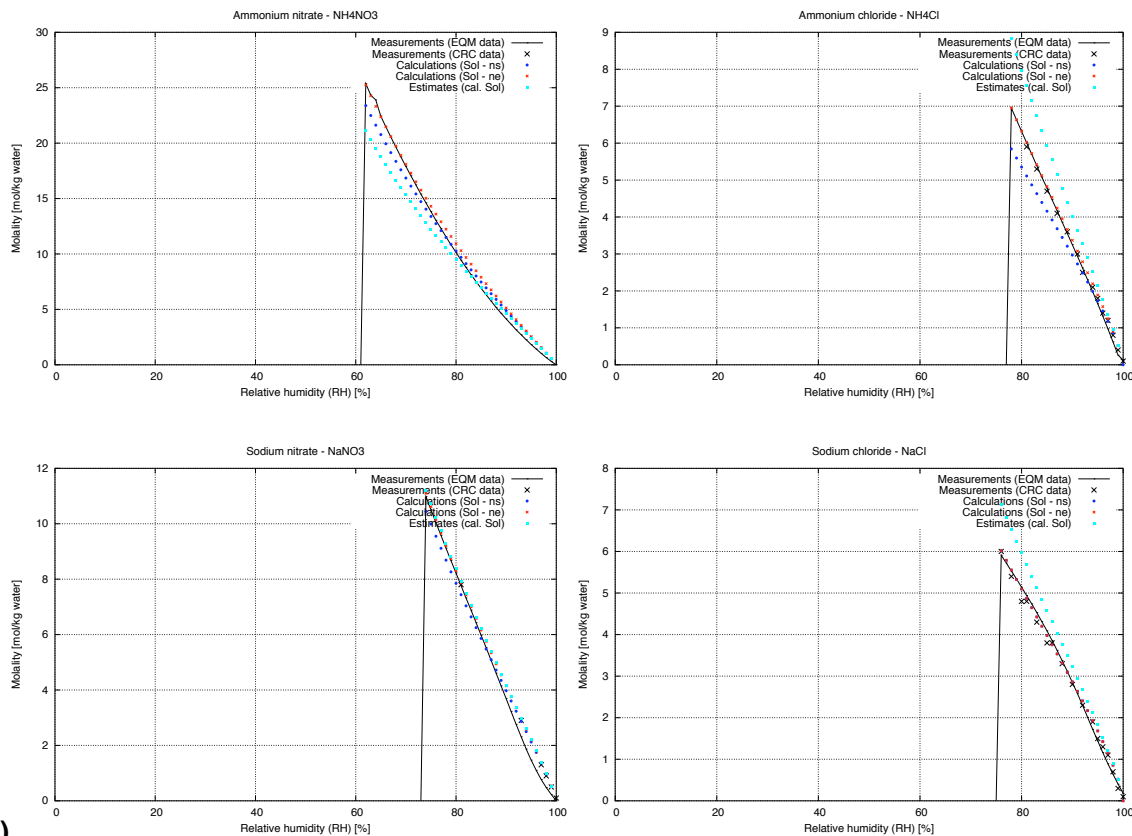 Ammonium nitrate - NH4NO3
30
25
20
15
10
5
0
Molality [mol/kg water]
Measurements (EQM data)
Measurements (CRC data)
Calculations (Sol - ns)
Calculations (Sol - ne)
Estimates (cal. Sol)
0 20 40 60 80 100
Relative humidity (RH) [%]
Ammonium chloride - NH4Cl
9
8
7
6
5
4
3
2
1
0
Molality [mol/kg water]
Measurements (EQM data)
Measurements (CRC data)
Calculations (Sol - ns)
Calculations (Sol - ne)
Estimates (cal. Sol)
0 20 40 60 80 100
Relative humidity (RH) [%]
Sodium nitrate - NaNO3
12
10
8
6
4
2
0
Molality [mol/kg water]
Measurements (EQM data)
Measurements (CRC data)
Calculations (Sol - ns)
Calculations (Sol - ne)
Estimates (cal. Sol)
0 20 40 60 80 100
Relative humidity (RH) [%]
Sodium chloride - NaCl
8
7
6
5
4
3
2
1
0
Molality [mol/kg water]
Measurements (EQM data)
Measurements (CRC data)
Calculations (Sol - ns)
Calculations (Sol - ne)
Estimates (cal. Sol)
0 20 40 60 80 100
Relative humidity (RH) [%]
)